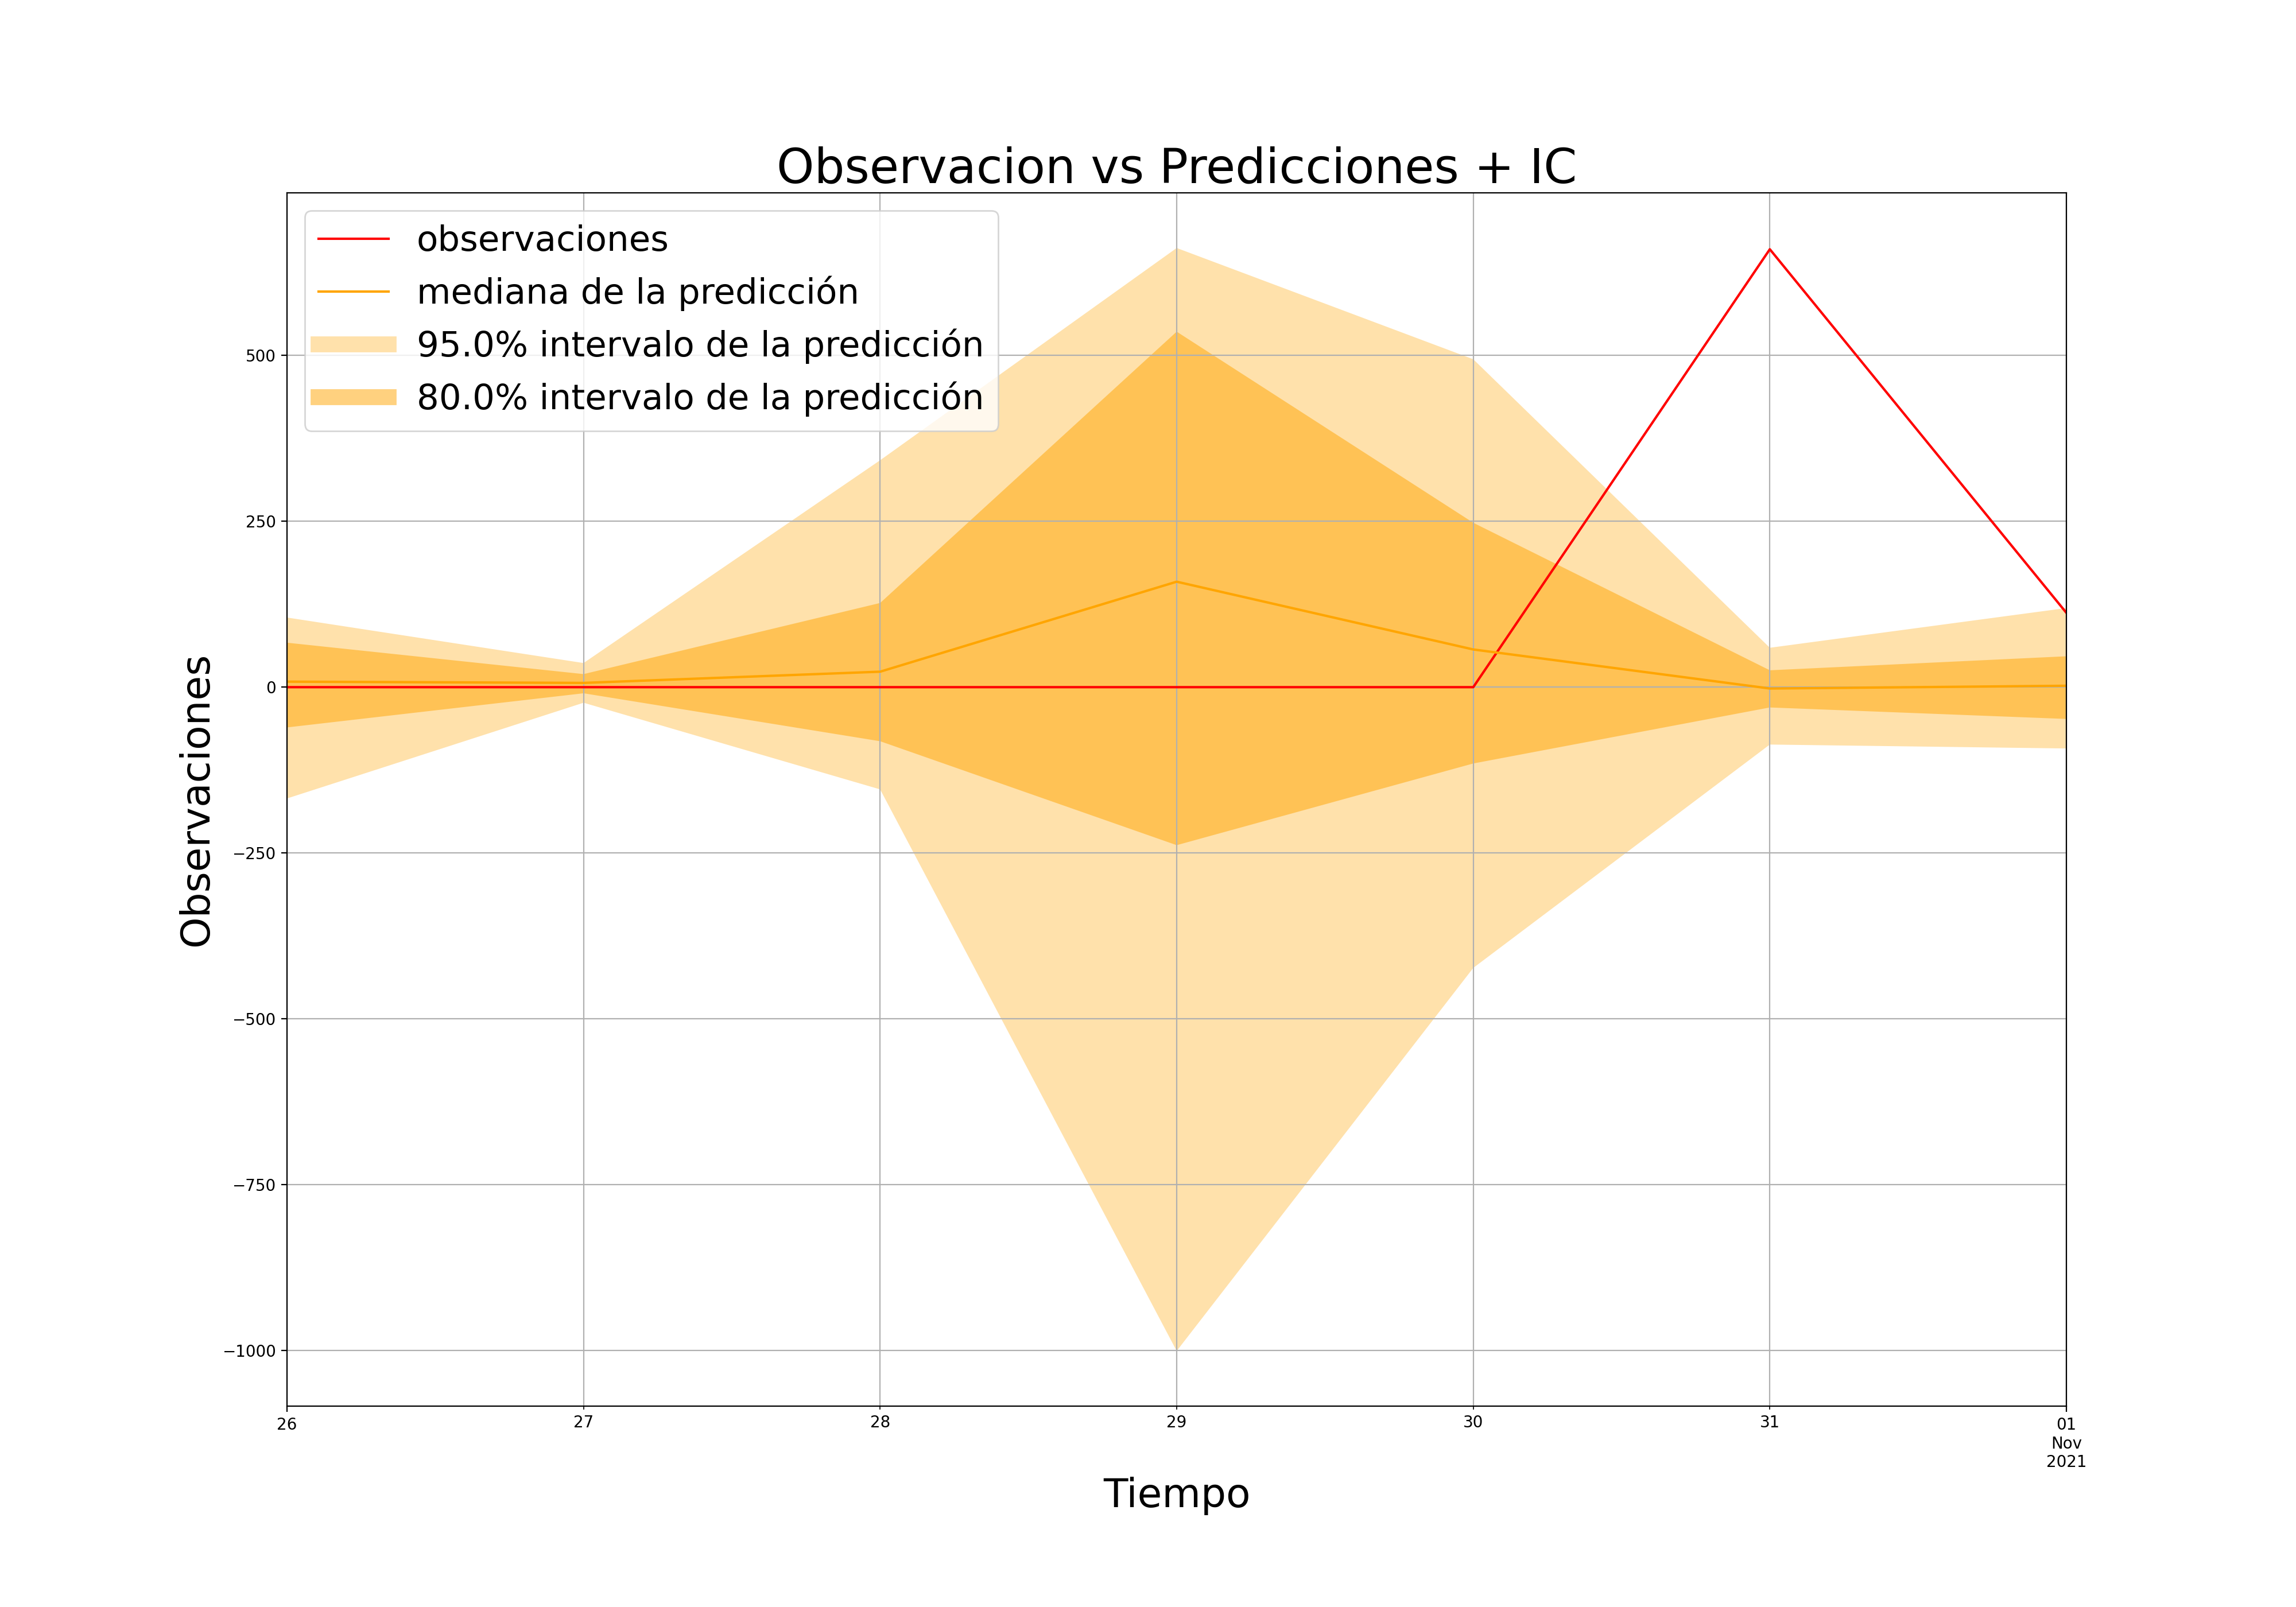 Observacion vs Predicciones + IC
observaciones
mediana de la predicción
95.0% intervalo de la predicción
80.0% intervalo de la predicción
500
250
0
−250
−500
−750
−1000
Observaciones
26 27 28 29 30 31 01
Nov
2021
Tiempo